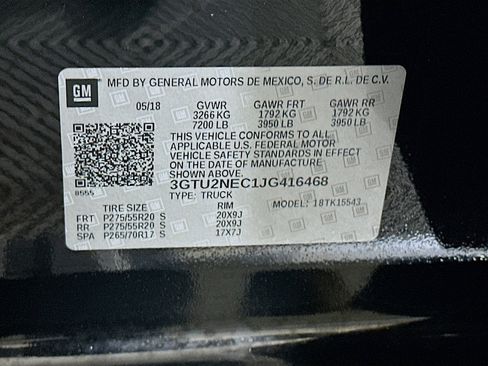 GM
MFD BY GENERAL MOTORS DE MEXICO, S. DE R.L. DE C.V.
05/18 GVWR GAWR FRT GAWR RR
3266 KG 1792 KG 1792 KG
7200 LB 3950 LB 3950 LB
THIS VEHICLE CONFORMS TO ALL
APPLICABLE U.S. FEDERAL MOTOR
VEHICLE SAFETY STANDARDS IN EFFECT
ON THE DATE OF MANUFACTURE
SHOWN ABOVE.
8555 3GTU2NEC1JG416468
TYPE: TRUCK MODEL: 18TK15543
TIRE SIZE RIM
FRT P275/55R20 S 20X9J
RR P275/55R20 S 20X9J
SPA P265/70R17 S 17X7J